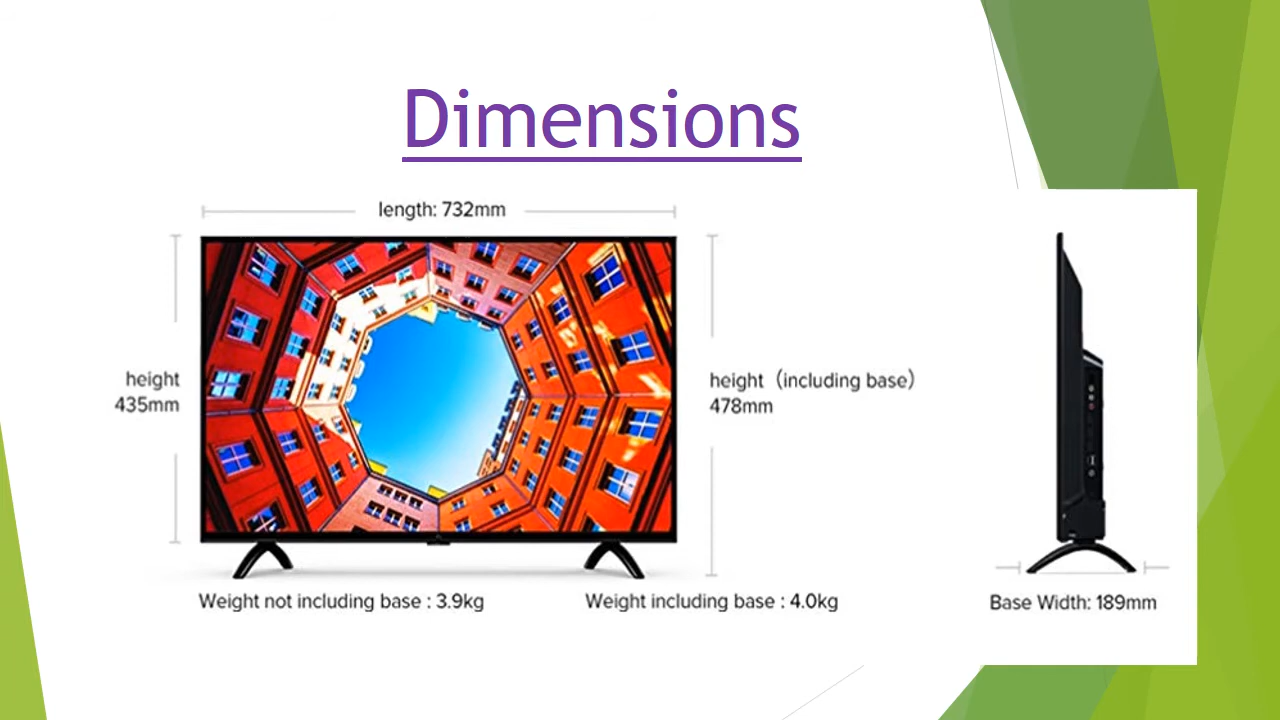 Dimensions
length: 732mm
height
435mm
height（including base）
478mm
Weight not including base : 3.9kg
Weight including base : 4.0kg
Base Width: 189mm